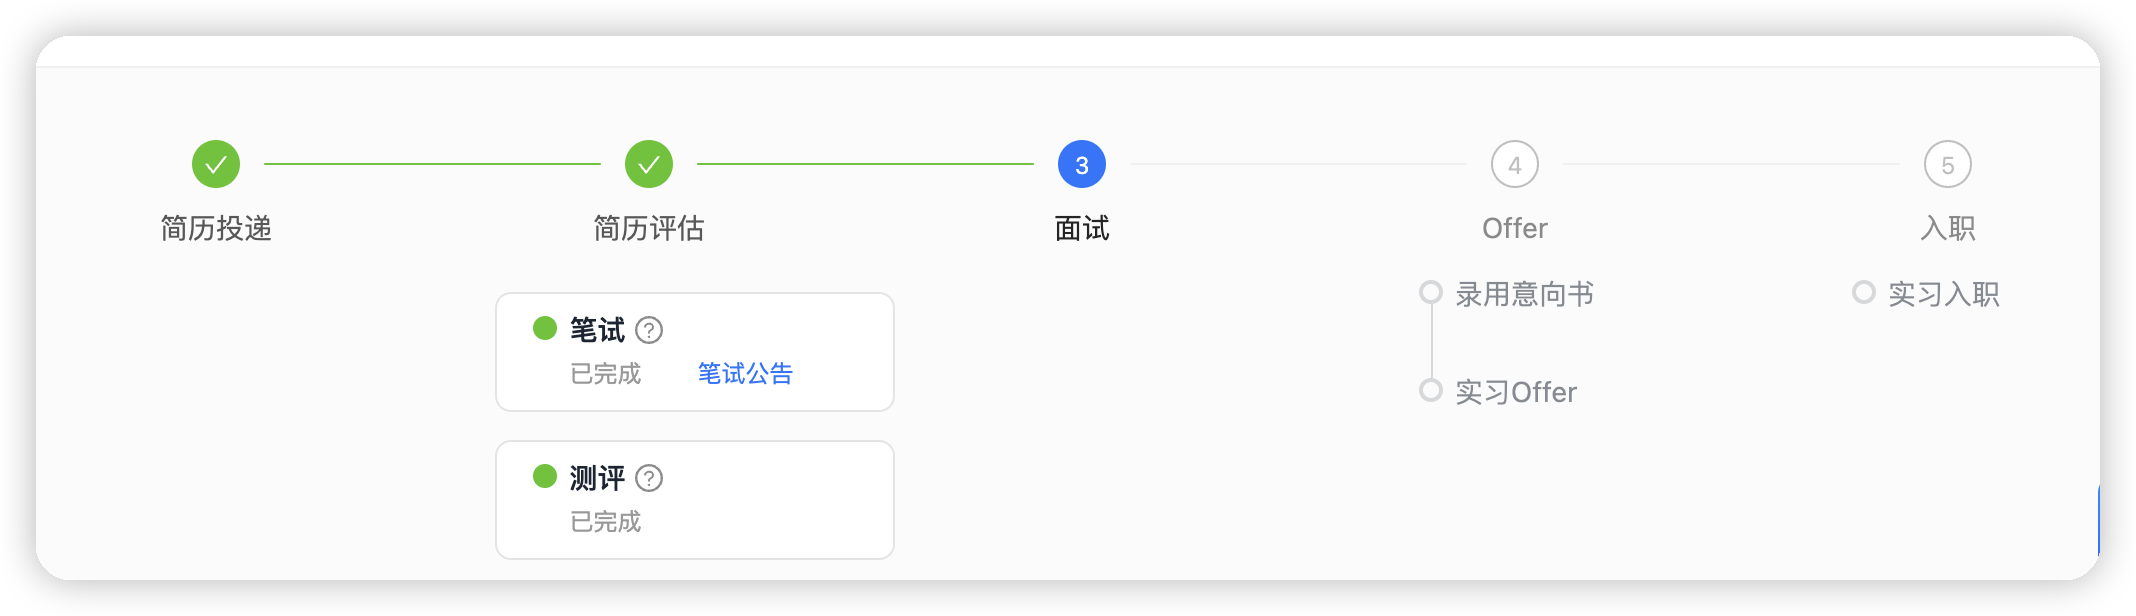 3
4
5
简历投递
简历评估
面试
Offer
入职
录用意向书
实习Offer
实习入职
笔试 ?
已完成 笔试公告
测评 ?
已完成